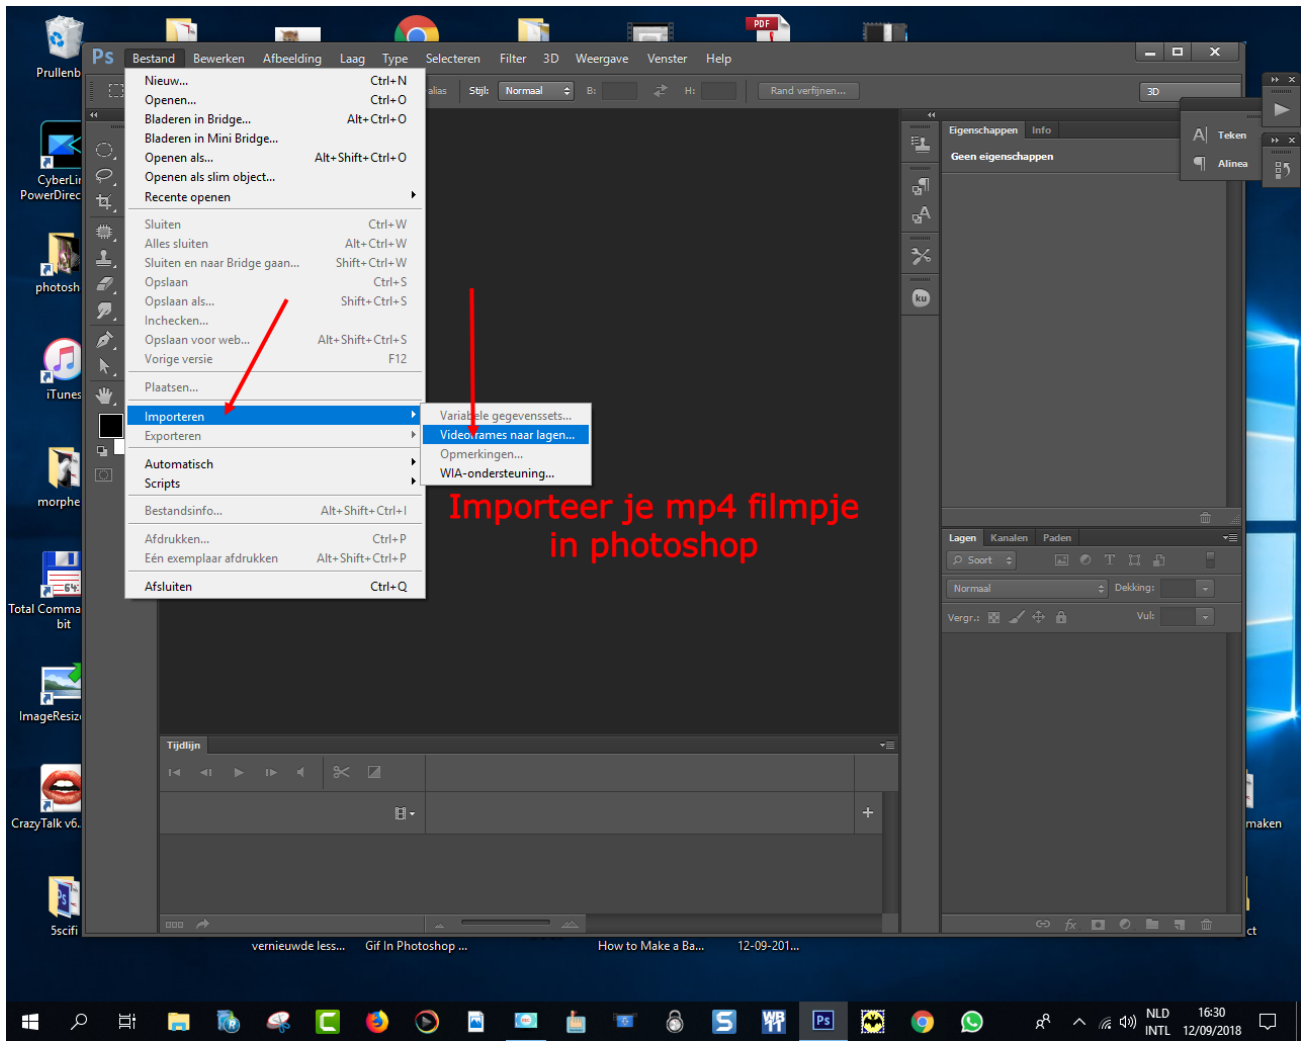 PDF
Prullenb
Ps Bestand Bewerken Afbeelding Laag Type Selecteren Filter 3D Weergave Venster Help
Stijl: Normaal B: H: Rand verfijnen... 3D
Nieuw... Ctrl+N
Openen... Ctrl+O
Bladeren in Bridge... Alt+Ctrl+O
Bladeren in Mini Bridge...
Openen als... Alt+Shift+Ctrl+O
Openen als slim object...
Recente openen
Sluiten Ctrl+W
Alles sluiten Alt+Ctrl+W
Sluiten en naar Bridge gaan... Shift+Ctrl+W
Opslaan Ctrl+S
Opslaan als... Shift+Ctrl+S
Inchecken...
Opslaan voor web... Alt+Shift+Ctrl+S
Vorige versie F12
Plaatsen...
Importeren
Exporteren
Automatisch
Scripts
Bestandsinfo... Alt+Shift+Ctrl+I
Afdrukken... Ctrl+P
Eén exemplaar afdrukken Alt+Shift+Ctrl+P
Afsluiten Ctrl+Q
Variabele gegevenssets...
Videoframes naar lagen...
Opmerkingen...
WIA-ondersteuning...
Importeer je mp4 filmpje
in photoshop
Eigenschappen Info
Geen eigenschappen
Teken
Alinea
ku
Lagen Kanalen Paden
Soort
Normaal Dekking:
Vergr.: Vul:
Tijdlijn
CyberLin
PowerDirec
photosh
iTunes
morphe
Total Comma
bit
ImageResize
CrazyTalk v6.
5scifi
maken
ct
vernieuwde less... Gif In Photoshop ... How to Make a Ba... 12-09-201...
NLD
INTL
16:30
12/09/2018